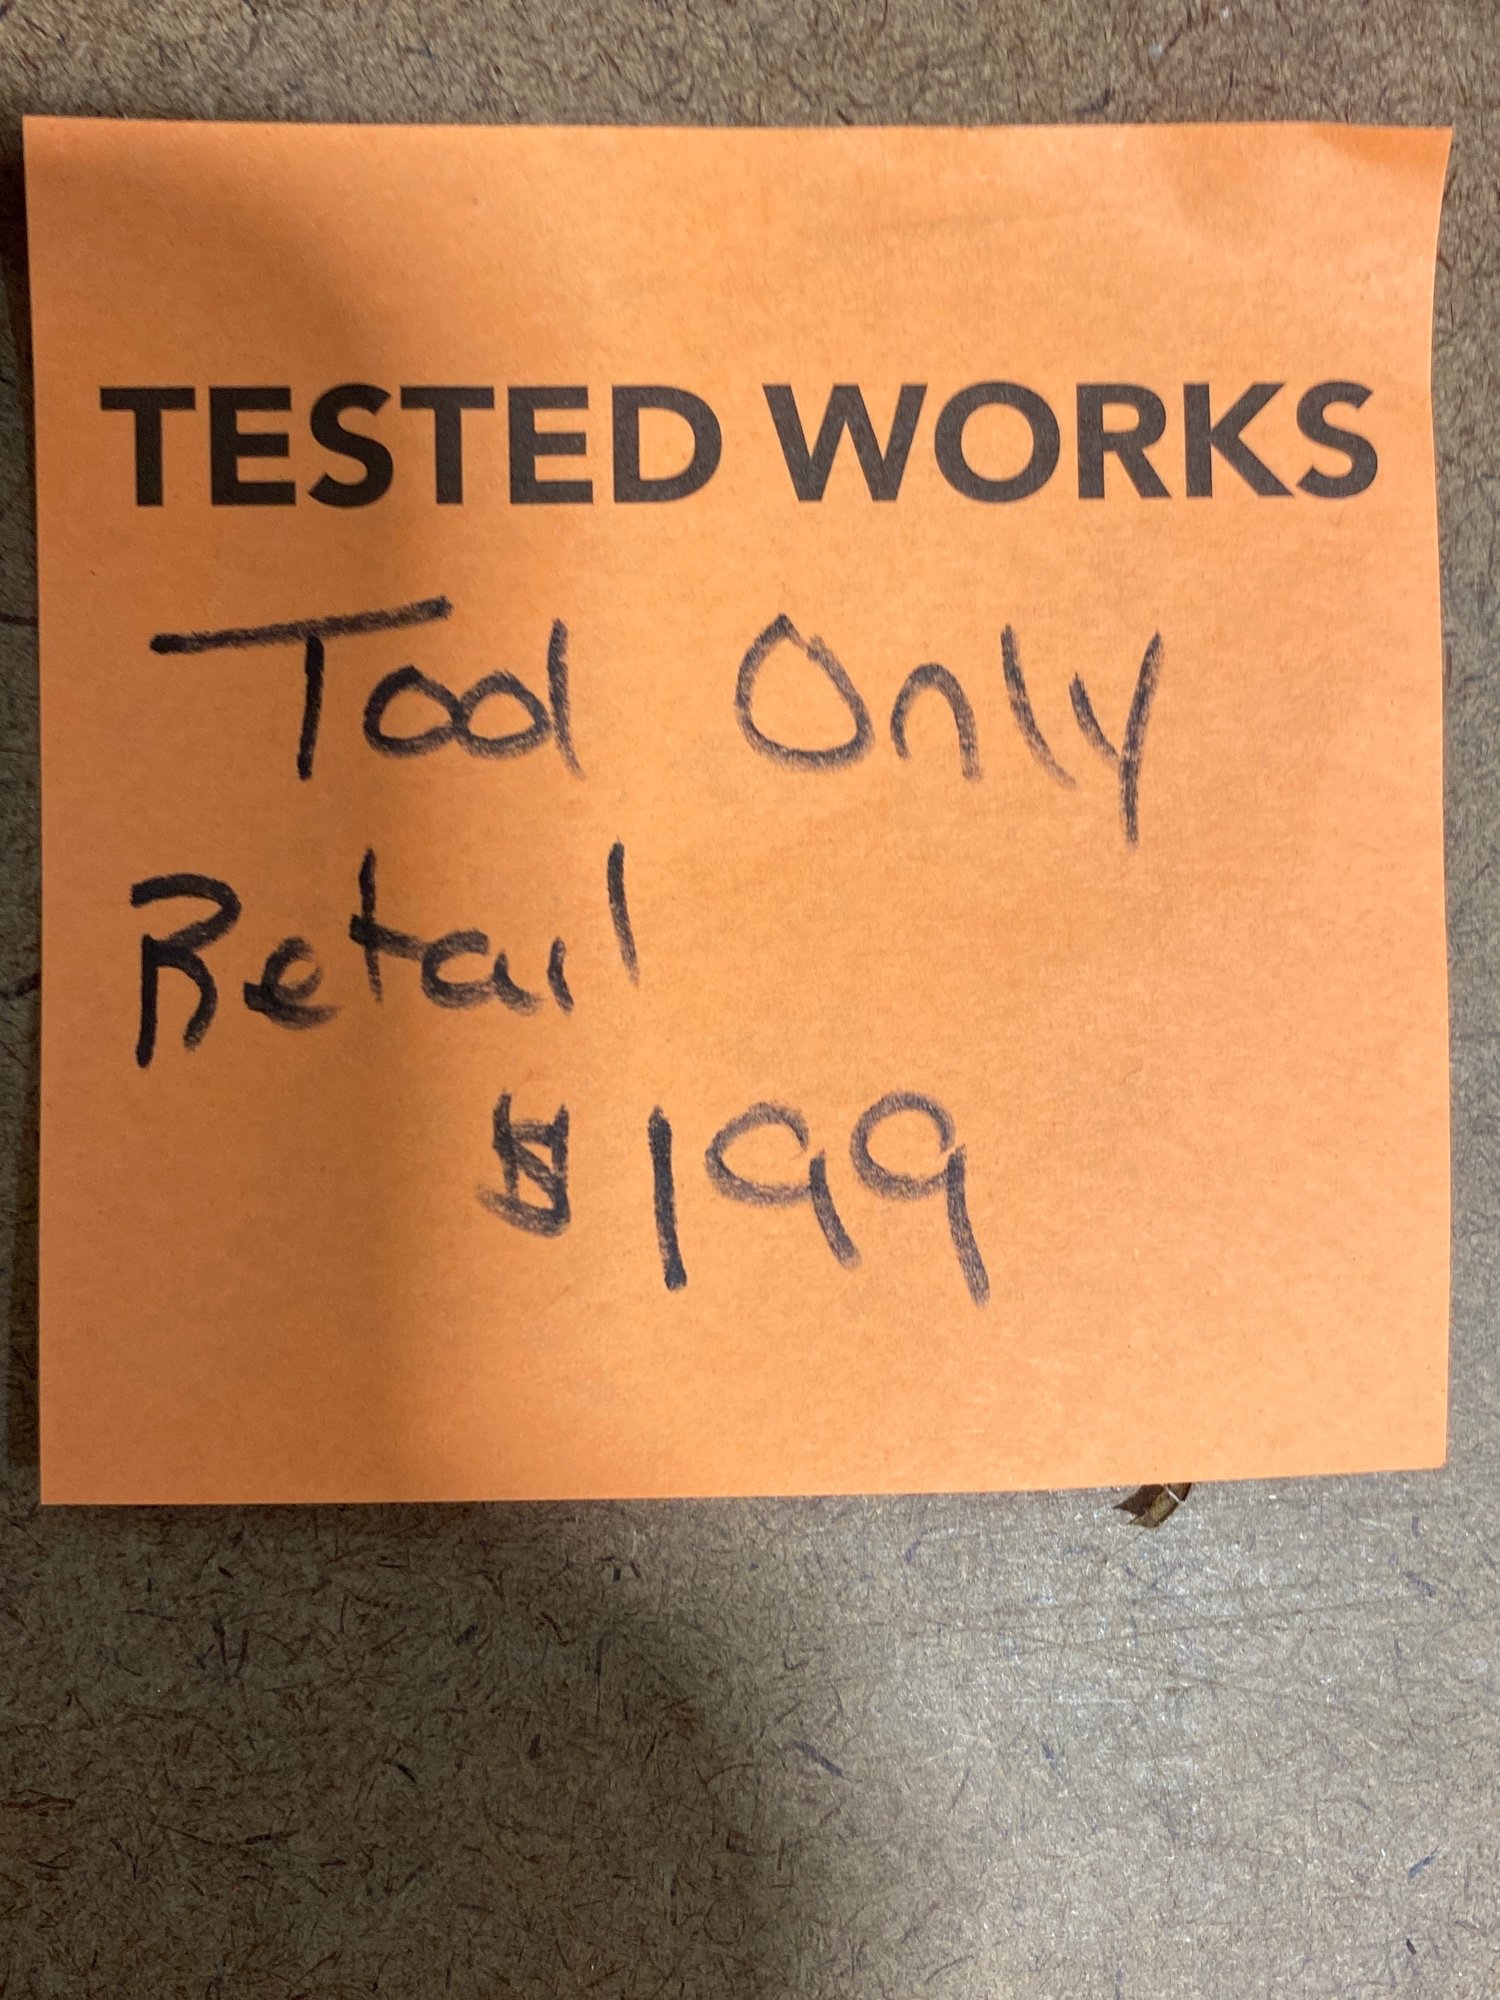 TESTED WORKS
Tool Only
Retail
$199